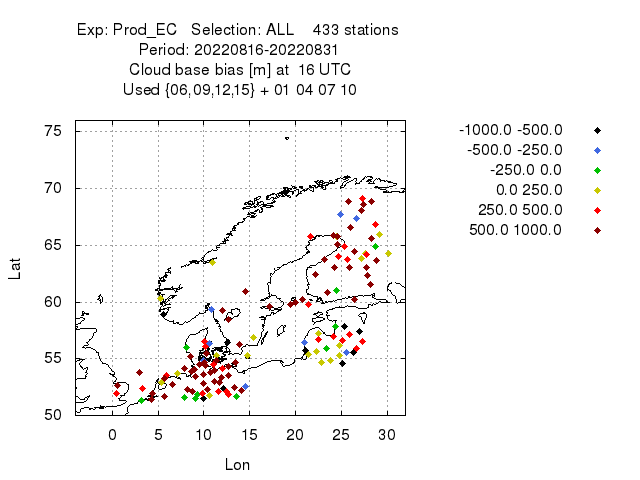 Exp: Prod_EC Selection: ALL 433 stations
Period: 20220816-20220831
Cloud base bias [m] at 16 UTC
Used {06,09,12,15} + 01 04 07 10
-1000.0 -500.0
-500.0 -250.0
-250.0 0.0
0.0 250.0
250.0 500.0
500.0 1000.0
Lat
75
70
65
60
55
50
0 5 10 15 20 25 30
Lon